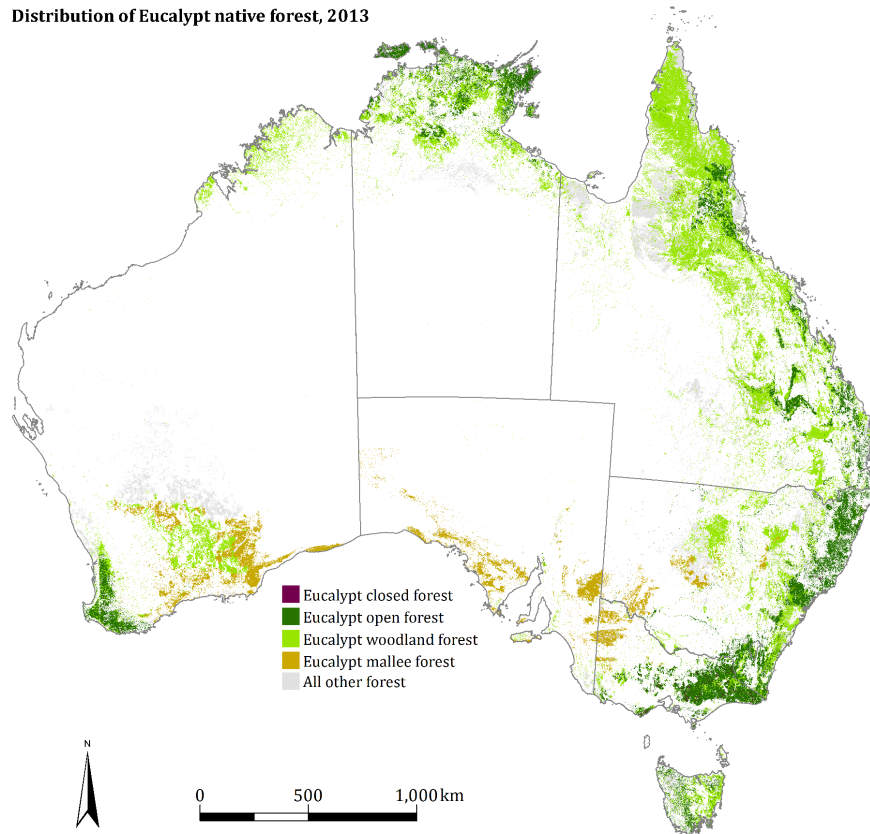 Distribution of Eucalypt native forest, 2013
Eucalypt closed forest
Eucalypt open forest
Eucalypt woodland forest
Eucalypt mallee forest
All other forest
N
0 500 1,000 km